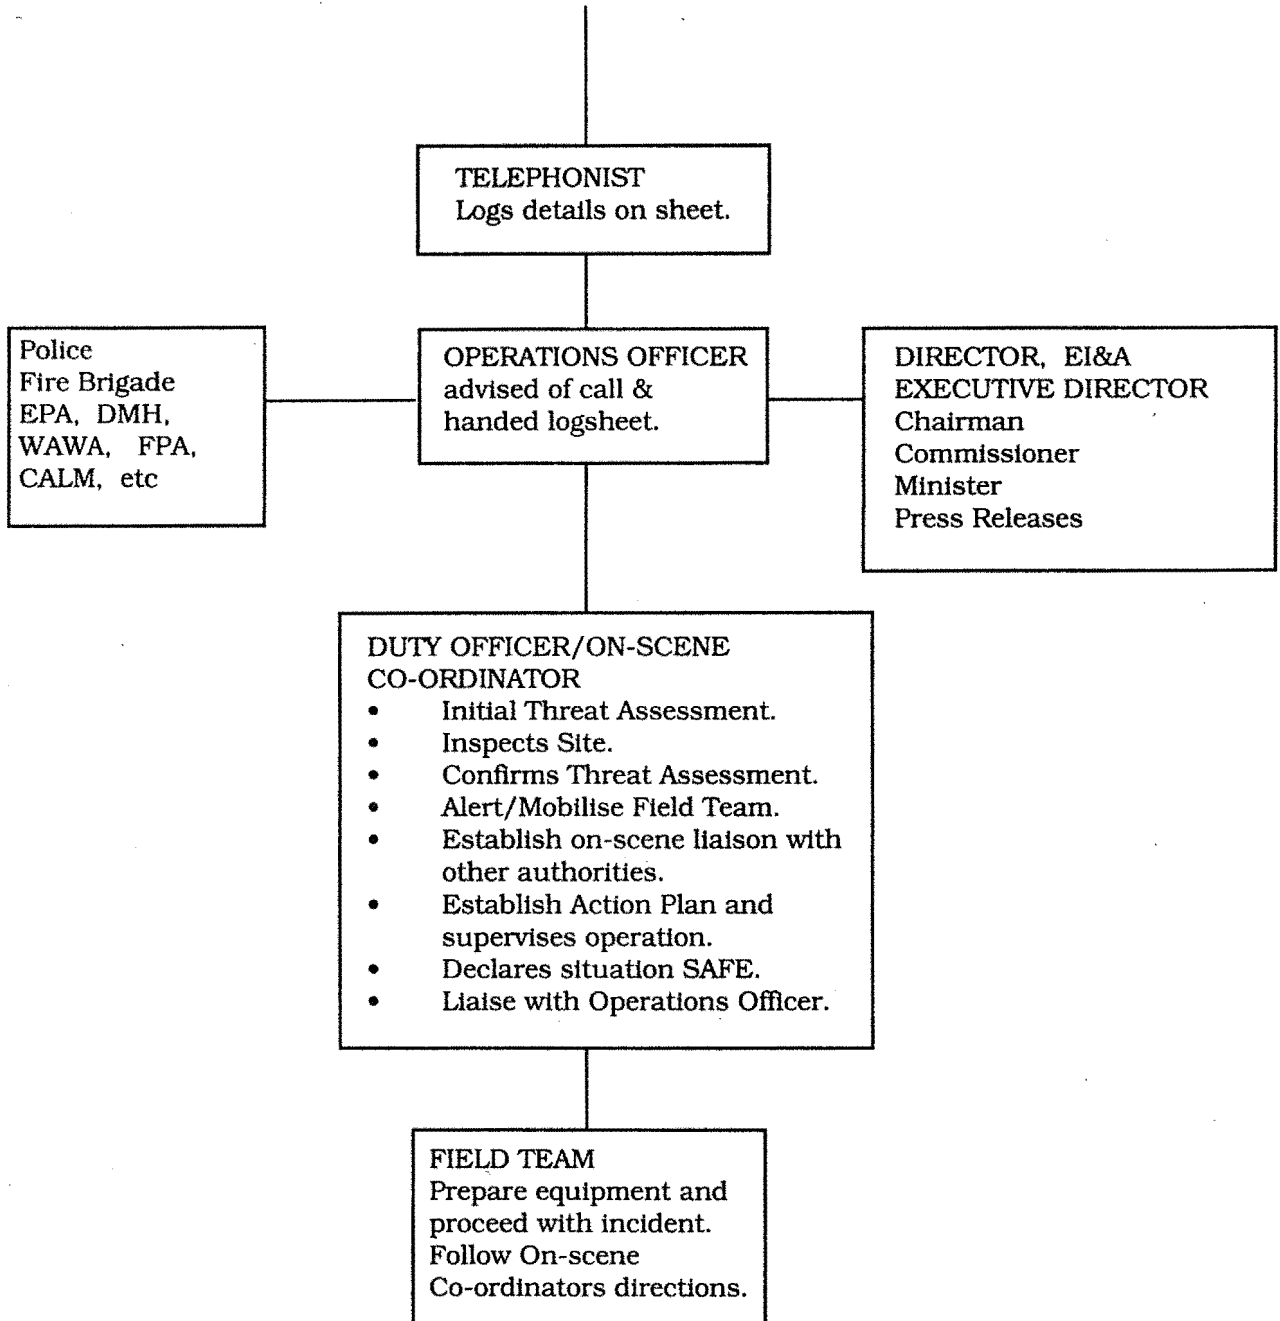 TELEPHONIST
Logs details on sheet.
Police
Fire Brigade
EPA, DMH,
WAWA, FPA,
CALM, etc
OPERATIONS OFFICER
advised of call &
handed logsheet.
DIRECTOR, EI&A
EXECUTIVE DIRECTOR
Chairman
Commissioner
Minister
Press Releases
DUTY OFFICER/ON-SCENE
CO-ORDINATOR
• Initial Threat Assessment.
• Inspects Site.
• Confirms Threat Assessment.
• Alert/Mobilise Field Team.
• Establish on-scene liaison with
other authorities.
• Establish Action Plan and
supervises operation.
• Declares situation SAFE.
• Liaise with Operations Officer.
FIELD TEAM
Prepare equipment and
proceed with incident.
Follow On-scene
Co-ordinators directions.